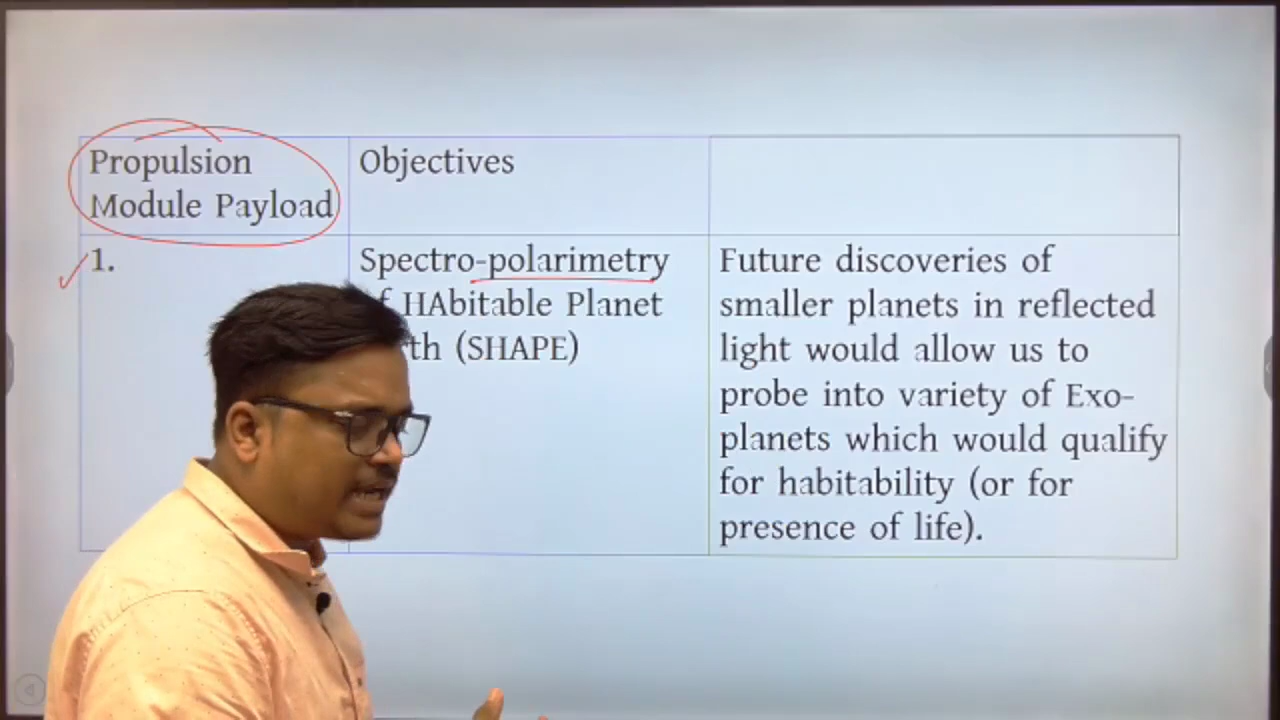 Propulsion
Module Payload
Objectives
1.
Spectro-polarimetry
HAbitable Planet
(SHAPE)
Future discoveries of
smaller planets in reflected
light would allow us to
probe into variety of Exo-
planets which would qualify
for habitability (or for
presence of life).